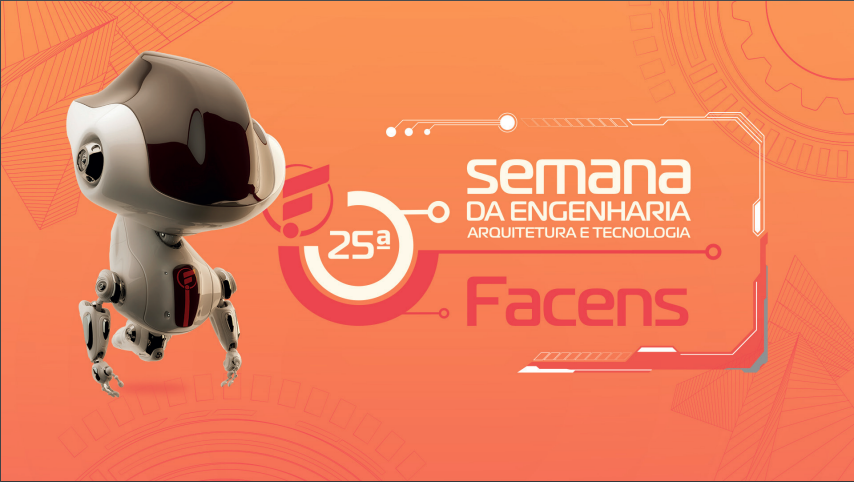 25ª
semana
DA ENGENHARIA
ARQUITETURA E TECNOLOGIA
Facens